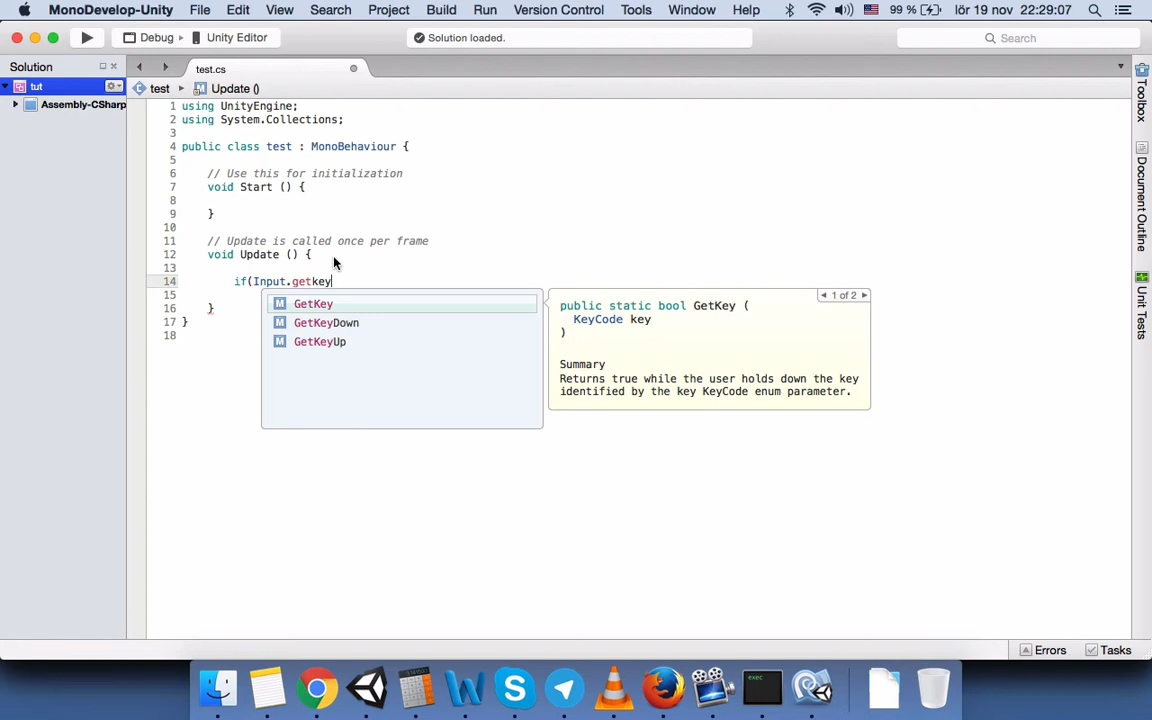 MonoDevelop-Unity File Edit View Search Project Build Run Version Control Tools Window Help 99 % lör 19 nov 22:29:07
Debug Unity Editor Solution loaded. Search
Solution
test.cs
tut
test Update ()
Assembly-CSharp
1 using UnityEngine;
2 using System.Collections;
3
4 public class test : MonoBehaviour {
5
6 // Use this for initialization
7 void Start () {
8
9 }
10
11 // Update is called once per frame
12 void Update () {
13
14 if(Input.getkey
15
16 }
17 }
18
GetKey
GetKeyDown
GetKeyUp
1 of 2
public static bool GetKey (
KeyCode key
)
Summary
Returns true while the user holds down the key
identified by the key KeyCode enum parameter.
Toolbox
Document Outline
Unit Tests
Errors Tasks
exec